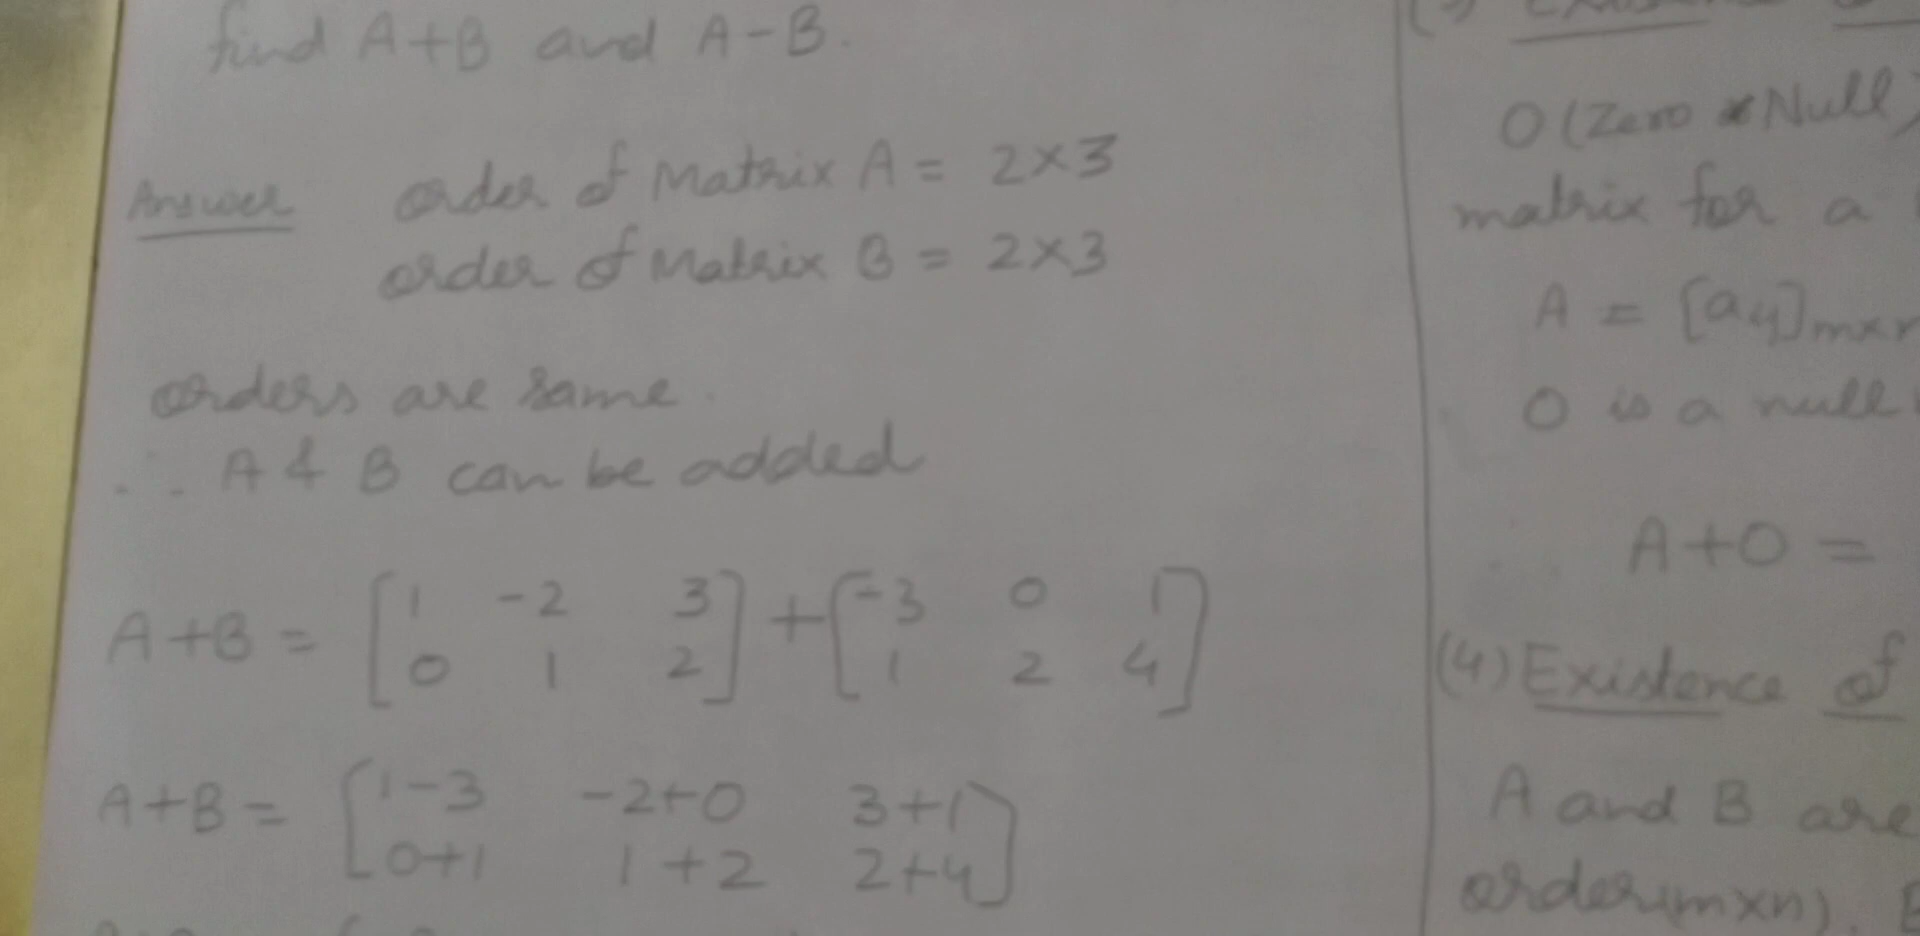 find A+B and A-B.
Answer order of Matrix A = 2×3
order of Matrix B = 2×3
orders are same.
∴ A & B can be added
A+B = [1 -2 3] + [-3 0 1]
[0 1 2] [1 2 4]
A+B = [1-3 -2+0 3+1]
[0+1 1+2 2+4]
O (Zero Null)
matrix for a
A = [aij]m×n
O is a null
A+O =
(4) Existence of
A and B are
order(m×n).